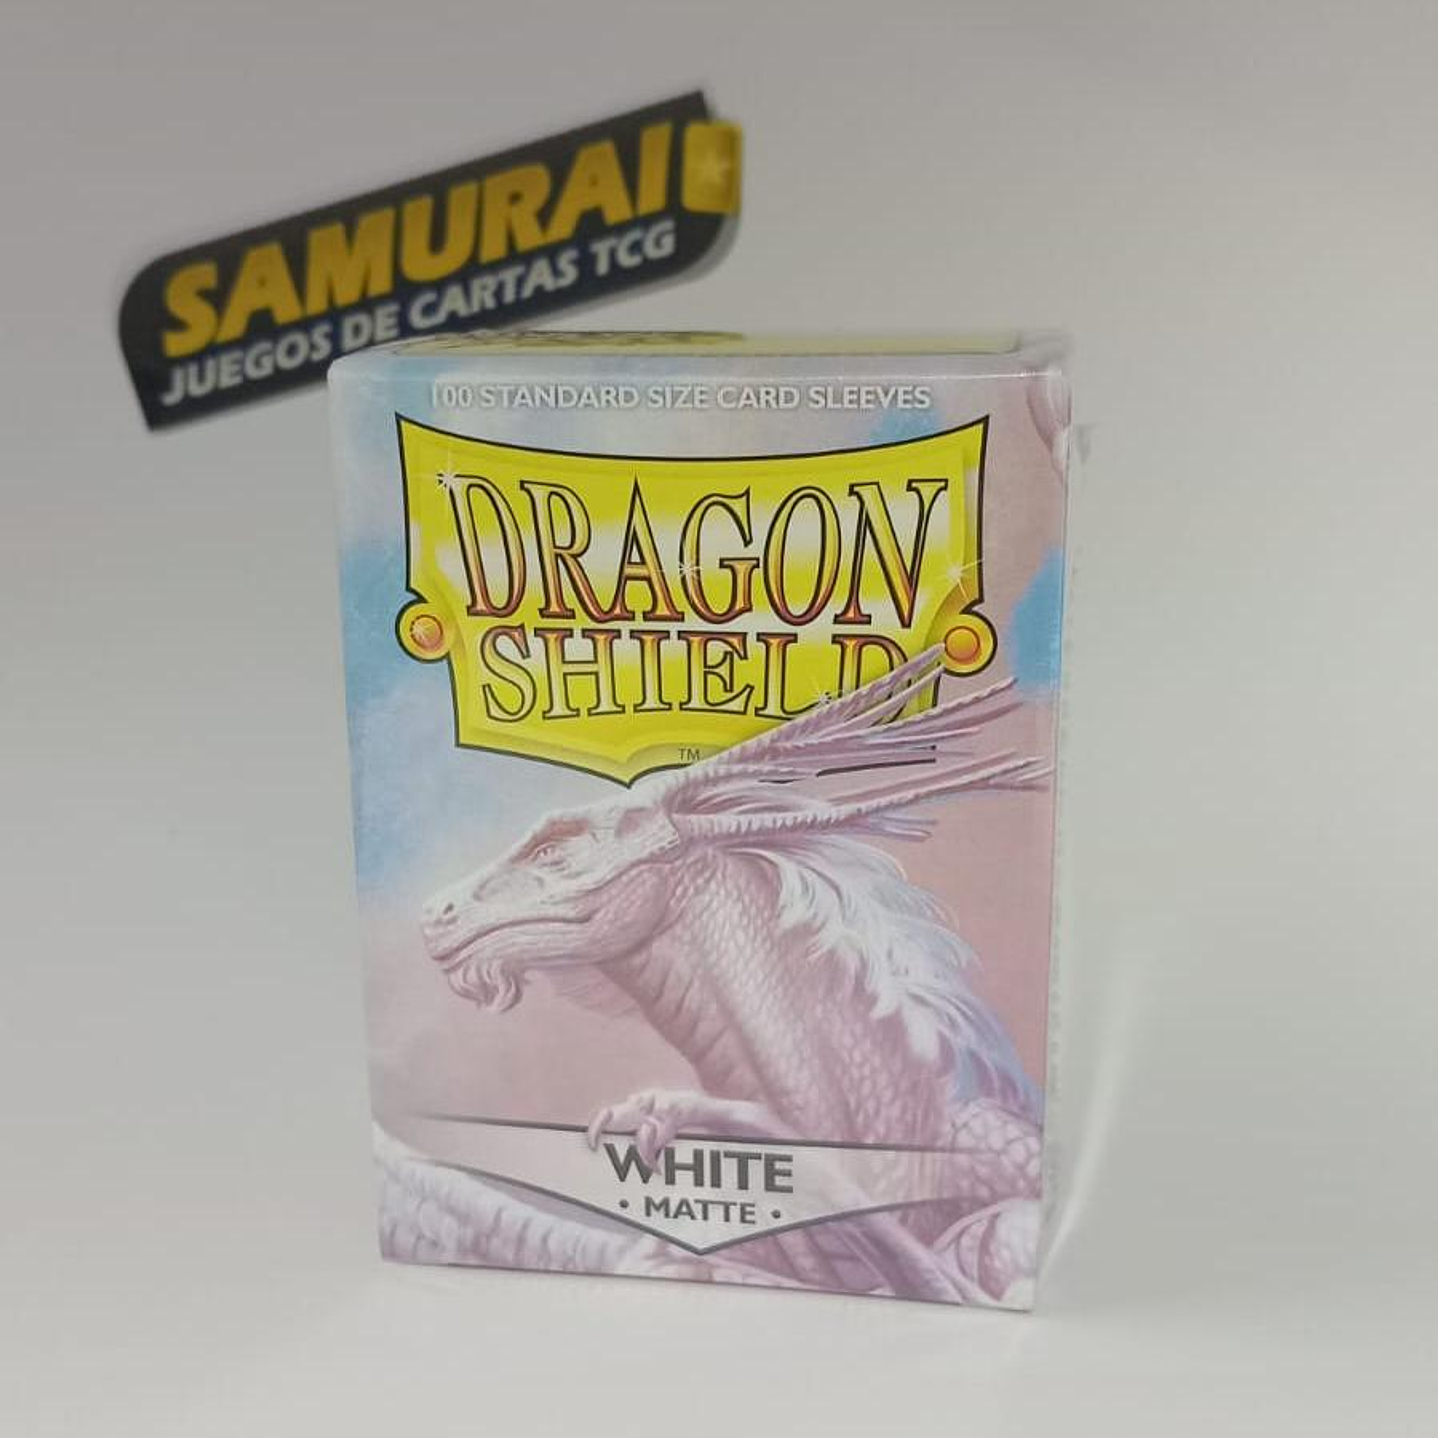 SAMURAI
JUEGOS DE CARTAS TCG
100 STANDARD SIZE CARD SLEEVES
DRAGON
SHIELD
TM
WHITE
• MATTE •